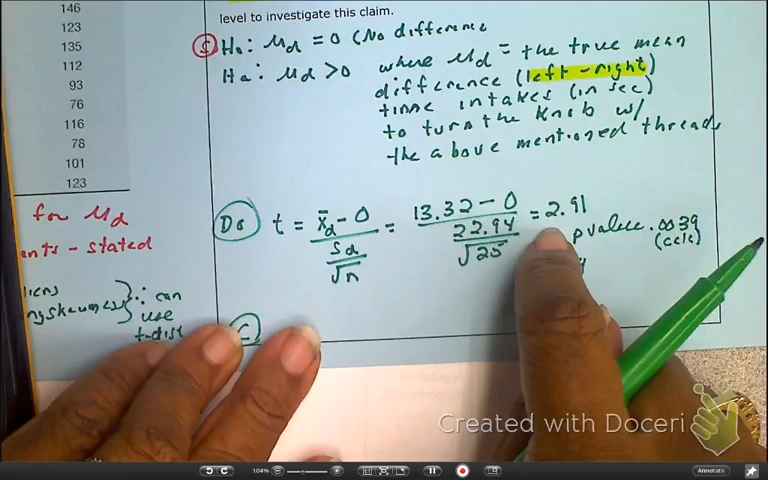 146
123
135
112
93
76
116
78
101
123
level to investigate this claim.
S H₀: μd = 0 (No difference
Ha: μd > 0
where μd = the true mean
difference (left-right)
time intakes (in sec)
to turn the knob w/
the above mentioned threads
for μd
- stated
∴ can
use
t-dist
Do t = x̄d - 0 / sd/√n = 13.32 - 0 / 22.94/√25 = 2.91
pvalue .0039
(calc)
C
Created with Doceri
104%
Annotate